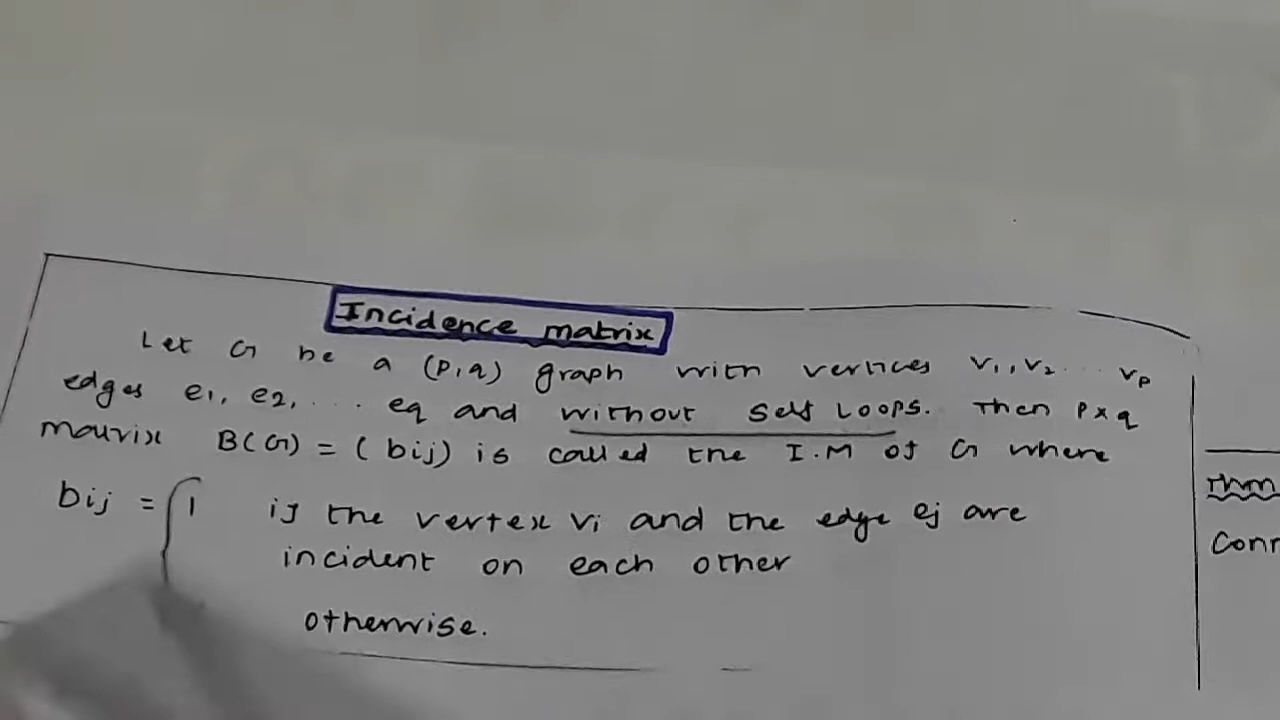 Incidence matrix
Let G be a (p,q) graph with vertices v1, v2 ... vp
edges e1, e2, ... eq and without self loops. Then p×q
matrix B(G) = (bij) is called the I.M of G where
bij = { 1 if the vertex vi and the edge ej are
incident on each other
otherwise.
Thm
Conn